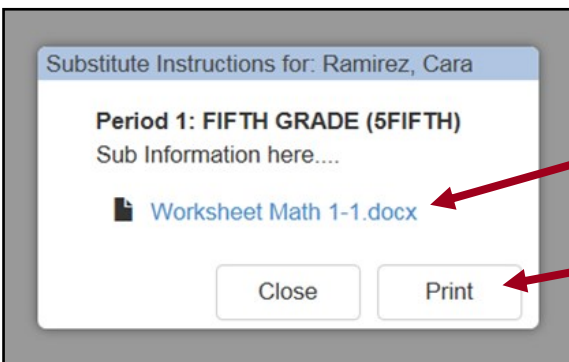 Substitute Instructions for: Ramirez, Cara
Period 1: FIFTH GRADE (5FIFTH)
Sub Information here....
Worksheet Math 1-1.docx
Close Print